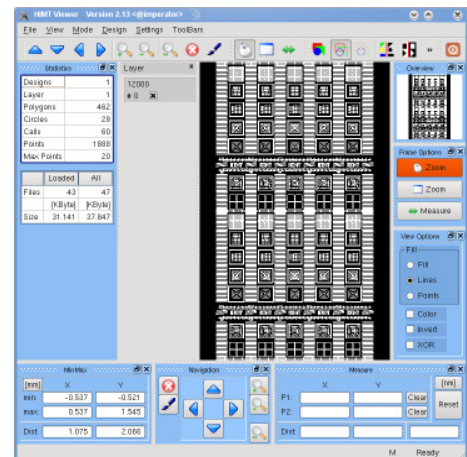 HIMT Viewer Version 2.13 <@imperator>
File View Mode Design Settings ToolBars
»
Statistics
Designs 1
Layer 1
Polygons 462
Circles 28
Calls 60
Points 1888
Max Points 20
Loaded All
Files 43 47
[KByte] [KByte]
Size 31.141 37.847
Layer
12000
0
Overview
Frame Options
Zoom
Zoom
Measure
View Options
Fill
Fill
Lines
Points
Color
Invert
XOR
Min Max
[mm] X Y
min: -0.537 -0.521
max: 0.537 1.545
Dist: 1.075 2.066
Navigation
Measure
X Y [mm]
P1: Clear
P2: Clear
Reset
Dist:
M Ready